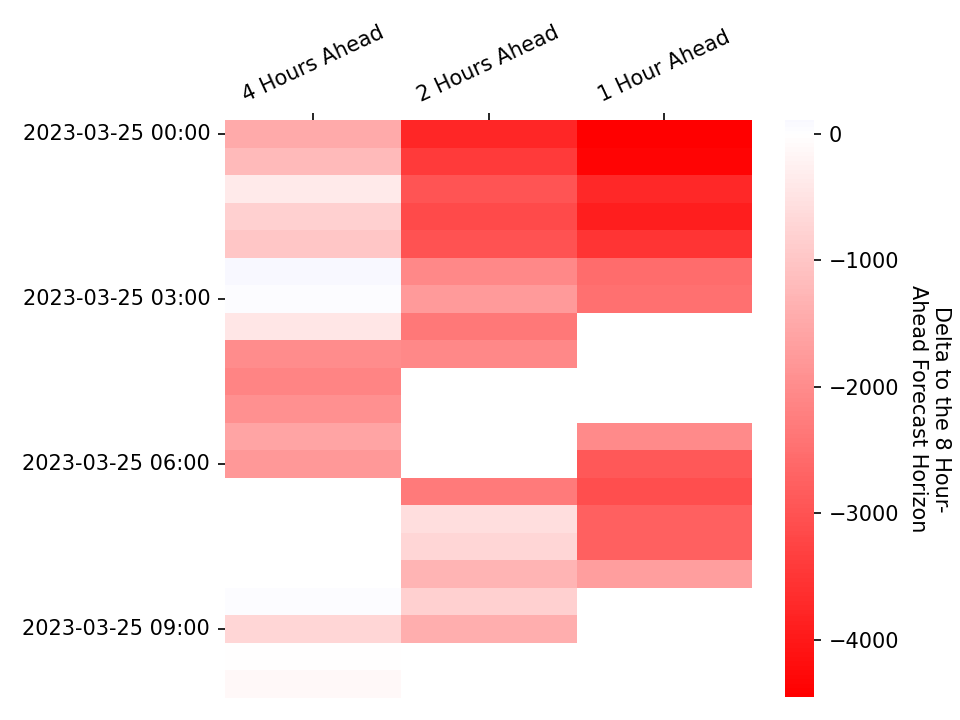 4 Hours Ahead
2 Hours Ahead
1 Hour Ahead
2023-03-25 00:00
2023-03-25 03:00
2023-03-25 06:00
2023-03-25 09:00
0
−1000
−2000
−3000
−4000
Delta to the 8 Hour-
Ahead Forecast Horizon